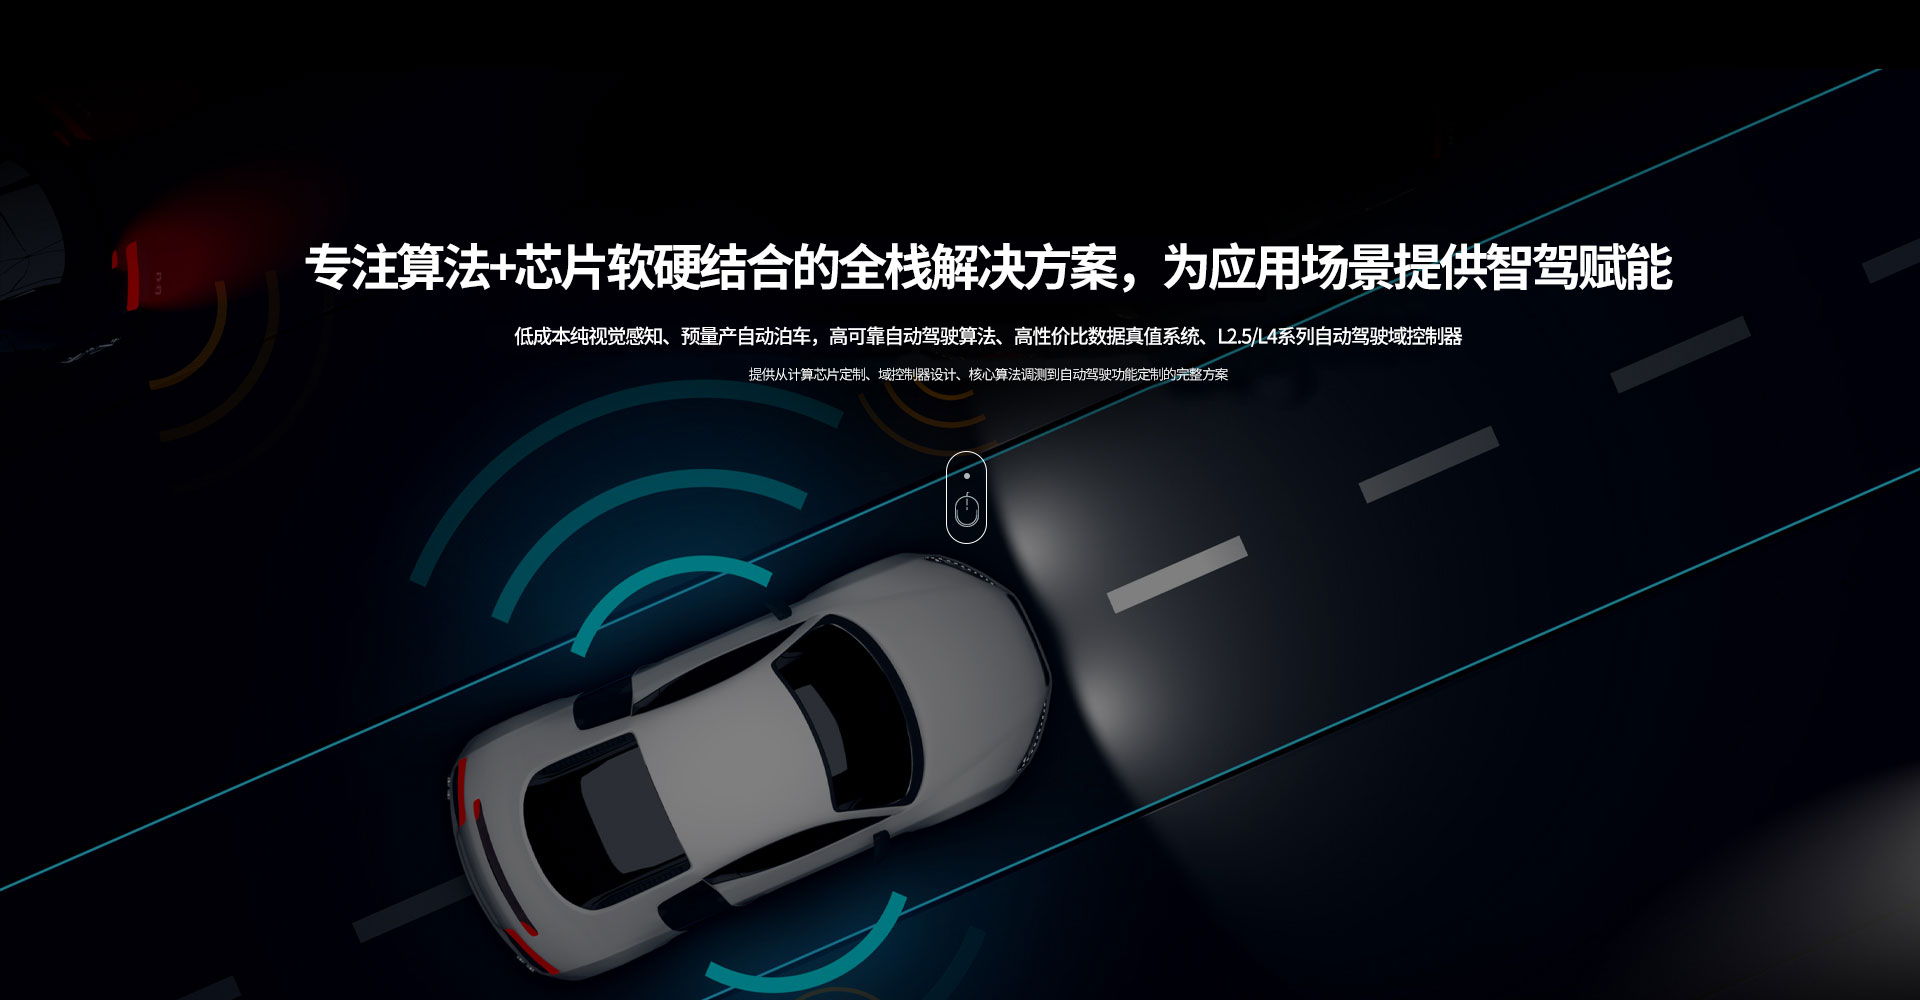 专注算法+芯片软硬结合的全栈解决方案，为应用场景提供智驾赋能
低成本纯视觉感知、预量产自动泊车，高可靠自动驾驶算法、高性价比数据真值系统、L2.5/L4系列自动驾驶域控制器
提供从计算芯片定制、域控制器设计、核心算法调测到自动驾驶功能定制的完整方案